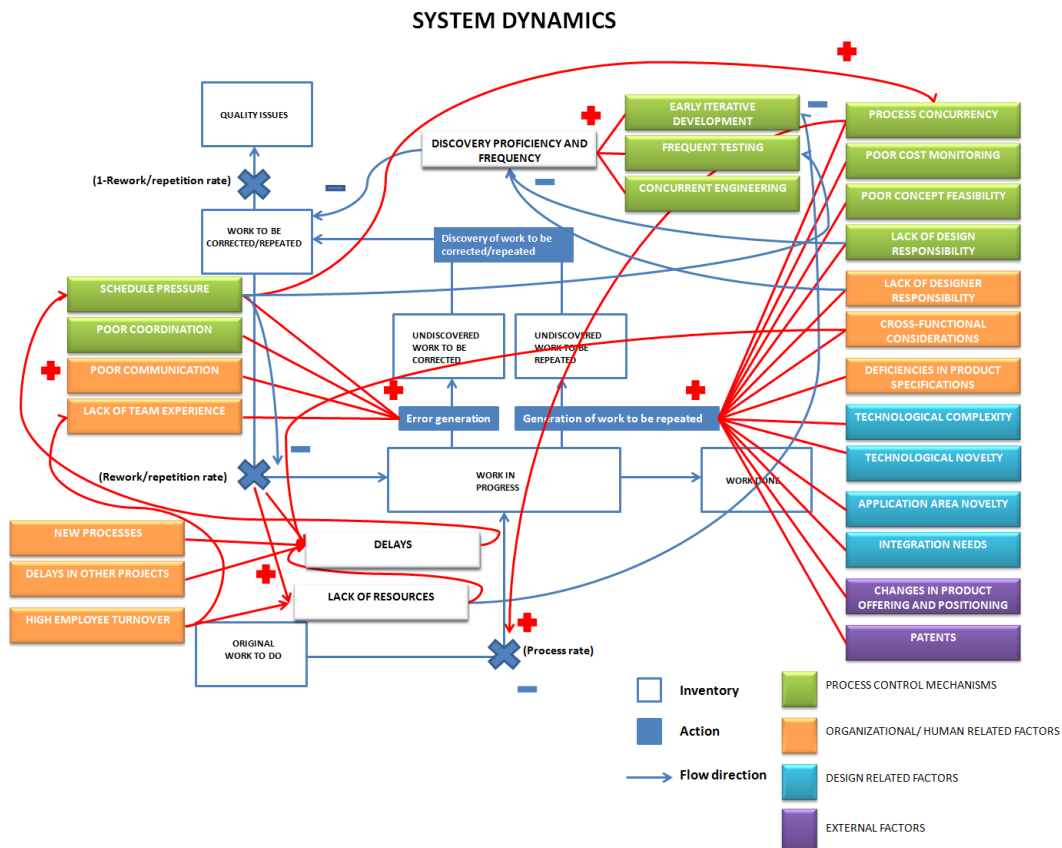 SYSTEM DYNAMICS
QUALITY ISSUES
(1-Rework/repetition rate)
WORK TO BE
CORRECTED/REPEATED
DISCOVERY PROFICIENCY AND
FREQUENCY
EARLY ITERATIVE
DEVELOPMENT
FREQUENT TESTING
CONCURRENT ENGINEERING
PROCESS CONCURRENCY
POOR COST MONITORING
POOR CONCEPT FEASIBILITY
LACK OF DESIGN
RESPONSIBILITY
LACK OF DESIGNER
RESPONSIBILITY
CROSS-FUNCTIONAL
CONSIDERATIONS
DEFICIENCIES IN PRODUCT
SPECIFICATIONS
TECHNOLOGICAL COMPLEXITY
TECHNOLOGICAL NOVELTY
APPLICATION AREA NOVELTY
INTEGRATION NEEDS
CHANGES IN PRODUCT
OFFERING AND POSITIONING
PATENTS
Discovery of work to be
corrected/repeated
SCHEDULE PRESSURE
POOR COORDINATION
POOR COMMUNICATION
LACK OF TEAM EXPERIENCE
UNDISCOVERED
WORK TO BE
CORRECTED
UNDISCOVERED
WORK TO BE
REPEATED
Error generation
Generation of work to be repeated
(Rework/repetition rate)
WORK IN
PROGRESS
WORK DONE
NEW PROCESSES
DELAYS IN OTHER PROJECTS
HIGH EMPLOYEE TURNOVER
DELAYS
LACK OF RESOURCES
ORIGINAL
WORK TO DO
(Process rate)
Inventory
Action
Flow direction
PROCESS CONTROL MECHANISMS
ORGANIZATIONAL/ HUMAN RELATED FACTORS
DESIGN RELATED FACTORS
EXTERNAL FACTORS